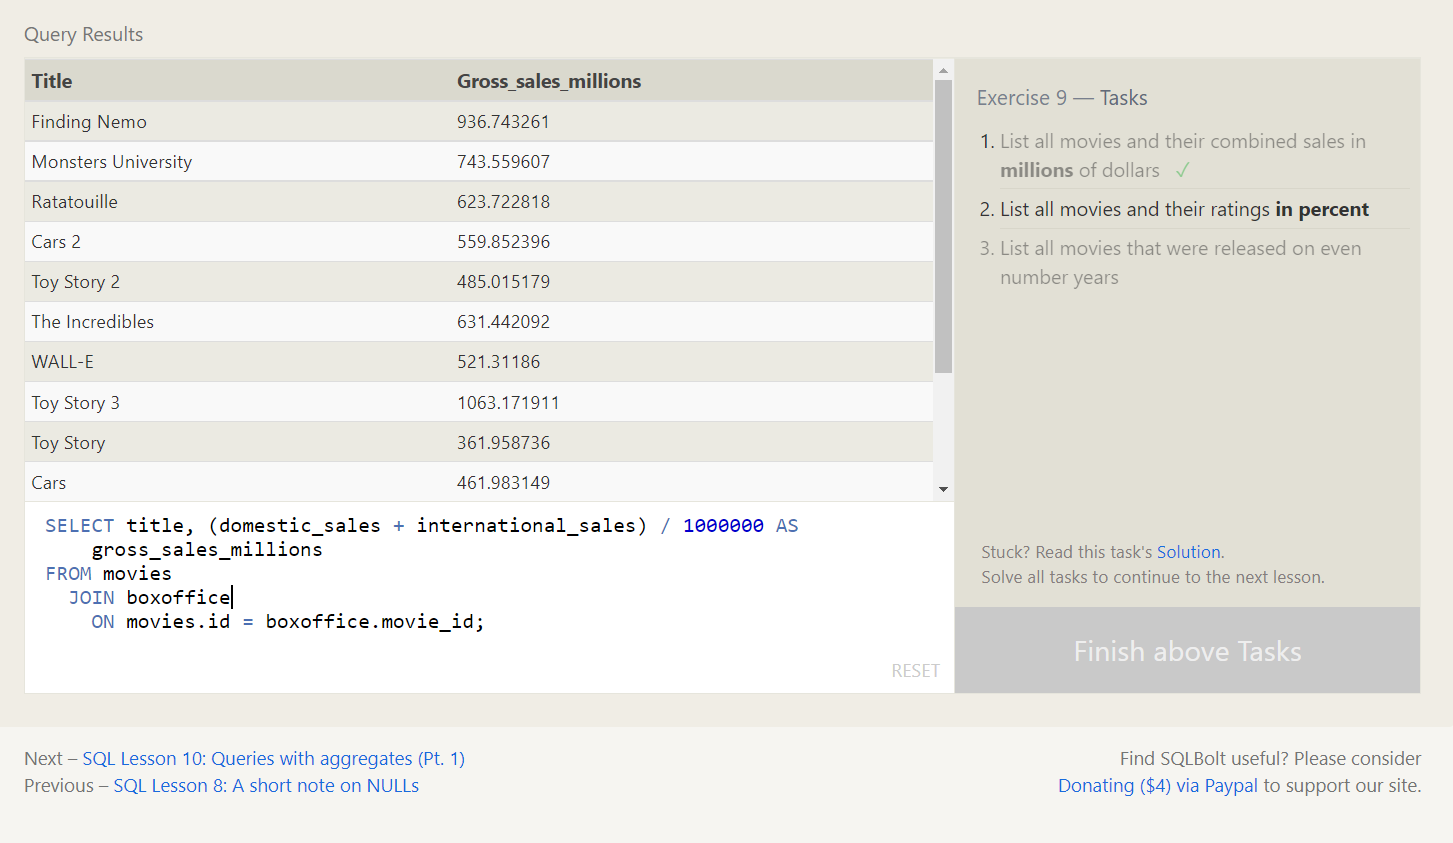 Query Results
Title Gross_sales_millions
Finding Nemo 936.743261
Monsters University 743.559607
Ratatouille 623.722818
Cars 2 559.852396
Toy Story 2 485.015179
The Incredibles 631.442092
WALL-E 521.31186
Toy Story 3 1063.171911
Toy Story 361.958736
Cars 461.983149
SELECT title, (domestic_sales + international_sales) / 1000000 AS
gross_sales_millions
FROM movies
JOIN boxoffice
ON movies.id = boxoffice.movie_id;
RESET
Exercise 9 — Tasks
1. List all movies and their combined sales in
millions of dollars ✓
2. List all movies and their ratings in percent
3. List all movies that were released on even
number years
Stuck? Read this task's Solution.
Solve all tasks to continue to the next lesson.
Finish above Tasks
Next – SQL Lesson 10: Queries with aggregates (Pt. 1)
Previous – SQL Lesson 8: A short note on NULLs
Find SQLBolt useful? Please consider
Donating ($4) via Paypal to support our site.